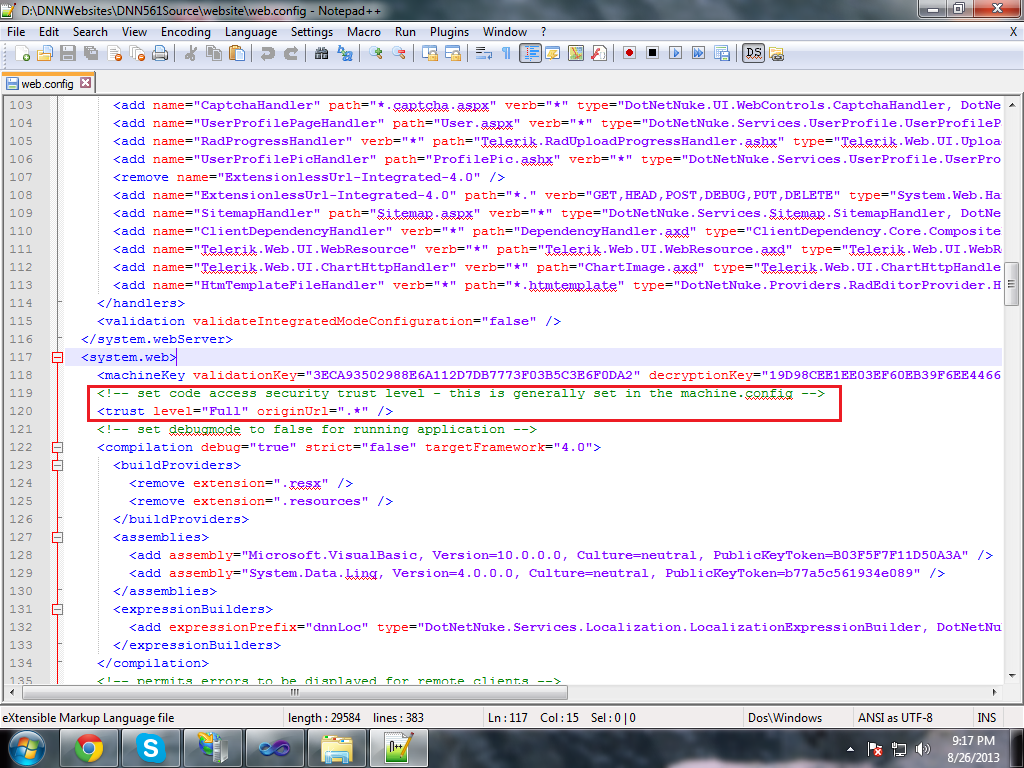 D:\DNNWebsites\DNN561Source\website\web.config - Notepad++
File Edit Search View Encoding Language Settings Macro Run Plugins Window ? X
web.config
103 <add name="CaptchaHandler" path="*.captcha.aspx" verb="*" type="DotNetNuke.UI.WebControls.CaptchaHandler, DotNe
104 <add name="UserProfilePageHandler" path="User.aspx" verb="*" type="DotNetNuke.Services.UserProfile.UserProfileP
105 <add name="RadProgressHandler" verb="*" path="Telerik.RadUploadProgressHandler.ashx" type="Telerik.Web.UI.Uploa
106 <add name="UserProfilePicHandler" path="ProfilePic.ashx" verb="*" type="DotNetNuke.Services.UserProfile.UserPro
107 <remove name="ExtensionlessUrl-Integrated-4.0" />
108 <add name="ExtensionlessUrl-Integrated-4.0" path="*." verb="GET,HEAD,POST,DEBUG,PUT,DELETE" type="System.Web.Ha
109 <add name="SitemapHandler" path="Sitemap.aspx" verb="*" type="DotNetNuke.Services.Sitemap.SitemapHandler, DotNe
110 <add name="ClientDependencyHandler" verb="*" path="DependencyHandler.axd" type="ClientDependency.Core.Composite
111 <add name="Telerik.Web.UI.WebResource" verb="*" path="Telerik.Web.UI.WebResource.axd" type="Telerik.Web.UI.WebR
112 <add name="Telerik.Web.UI.ChartHttpHandler" verb="*" path="ChartImage.axd" type="Telerik.Web.UI.ChartHttpHandle
113 <add name="HtmTemplateFileHandler" verb="*" path="*.htmtemplate" type="DotNetNuke.Providers.RadEditorProvider.H
114 </handlers>
115 <validation validateIntegratedModeConfiguration="false" />
116 </system.webServer>
117 <system.web>
118 <machineKey validationKey="3ECA93502988E6A112D7DB7773F03B5C3E6F0DA2" decryptionKey="19D98CEE1EE03EF60EB39F6EE4466
119 <!-- set code access security trust level - this is generally set in the machine.config -->
120 <trust level="Full" originUrl=".*" />
121 <!-- set debugmode to false for running application -->
122 <compilation debug="true" strict="false" targetFramework="4.0">
123 <buildProviders>
124 <remove extension=".resx" />
125 <remove extension=".resources" />
126 </buildProviders>
127 <assemblies>
128 <add assembly="Microsoft.VisualBasic, Version=10.0.0.0, Culture=neutral, PublicKeyToken=B03F5F7F11D50A3A" />
129 <add assembly="System.Data.Linq, Version=4.0.0.0, Culture=neutral, PublicKeyToken=b77a5c561934e089" />
130 </assemblies>
131 <expressionBuilders>
132 <add expressionPrefix="dnnLoc" type="DotNetNuke.Services.Localization.LocalizationExpressionBuilder, DotNetNu
133 </expressionBuilders>
134 </compilation>
135 <!-- permits errors to be displayed for remote clients -->
eXtensible Markup Language file length : 29584 lines : 383 Ln : 117 Col : 15 Sel : 0 | 0 Dos\Windows ANSI as UTF-8 INS
9:17 PM
8/26/2013